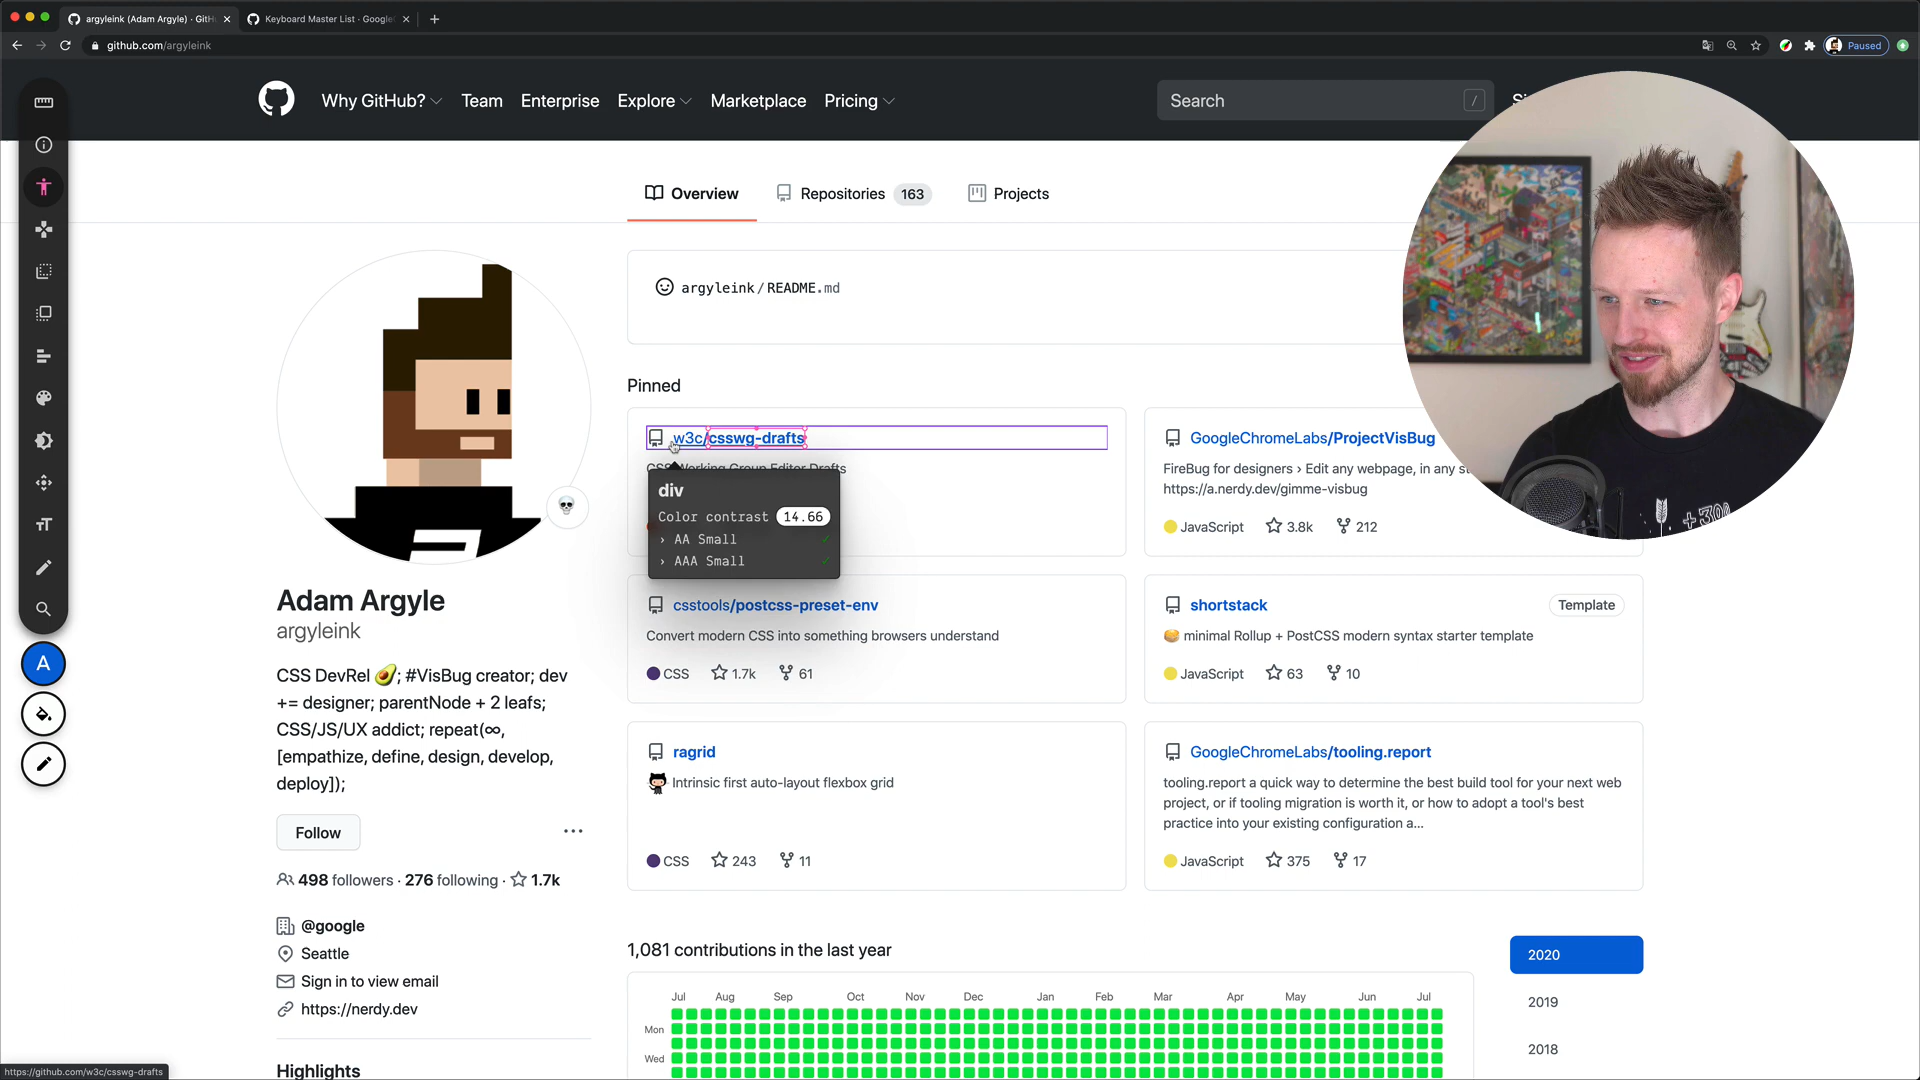 argyleink (Adam Argyle) · GitH
Keyboard Master List · Google
github.com/argyleink
Paused
Why GitHub?
Team
Enterprise
Explore
Marketplace
Pricing
Search
/
Overview
Repositories 163
Projects
argyleink/README.md
Pinned
w3c/csswg-drafts
CSS Working Group Editor Drafts
div
Color contrast 14.66
› AA Small ✓
› AAA Small ✓
GoogleChromeLabs/ProjectVisBug
FireBug for designers › Edit any webpage, in any st
https://a.nerdy.dev/gimme-visbug
JavaScript 3.8k 212
csstools/postcss-preset-env
Convert modern CSS into something browsers understand
CSS 1.7k 61
shortstack
Template
minimal Rollup + PostCSS modern syntax starter template
JavaScript 63 10
ragrid
Intrinsic first auto-layout flexbox grid
CSS 243 11
GoogleChromeLabs/tooling.report
tooling.report a quick way to determine the best build tool for your next web
project, or if tooling migration is worth it, or how to adopt a tool's best
practice into your existing configuration a...
JavaScript 375 17
A
Adam Argyle
argyleink
CSS DevRel 🥑; #VisBug creator; dev
+= designer; parentNode + 2 leafs;
CSS/JS/UX addict; repeat(∞,
[empathize, define, design, develop,
deploy]);
Follow
498 followers · 276 following · 1.7k
@google
Seattle
Sign in to view email
https://nerdy.dev
Highlights
1,081 contributions in the last year
Jul Aug Sep Oct Nov Dec Jan Feb Mar Apr May Jun Jul
Mon
Wed
2020
2019
2018
https://github.com/w3c/csswg-drafts